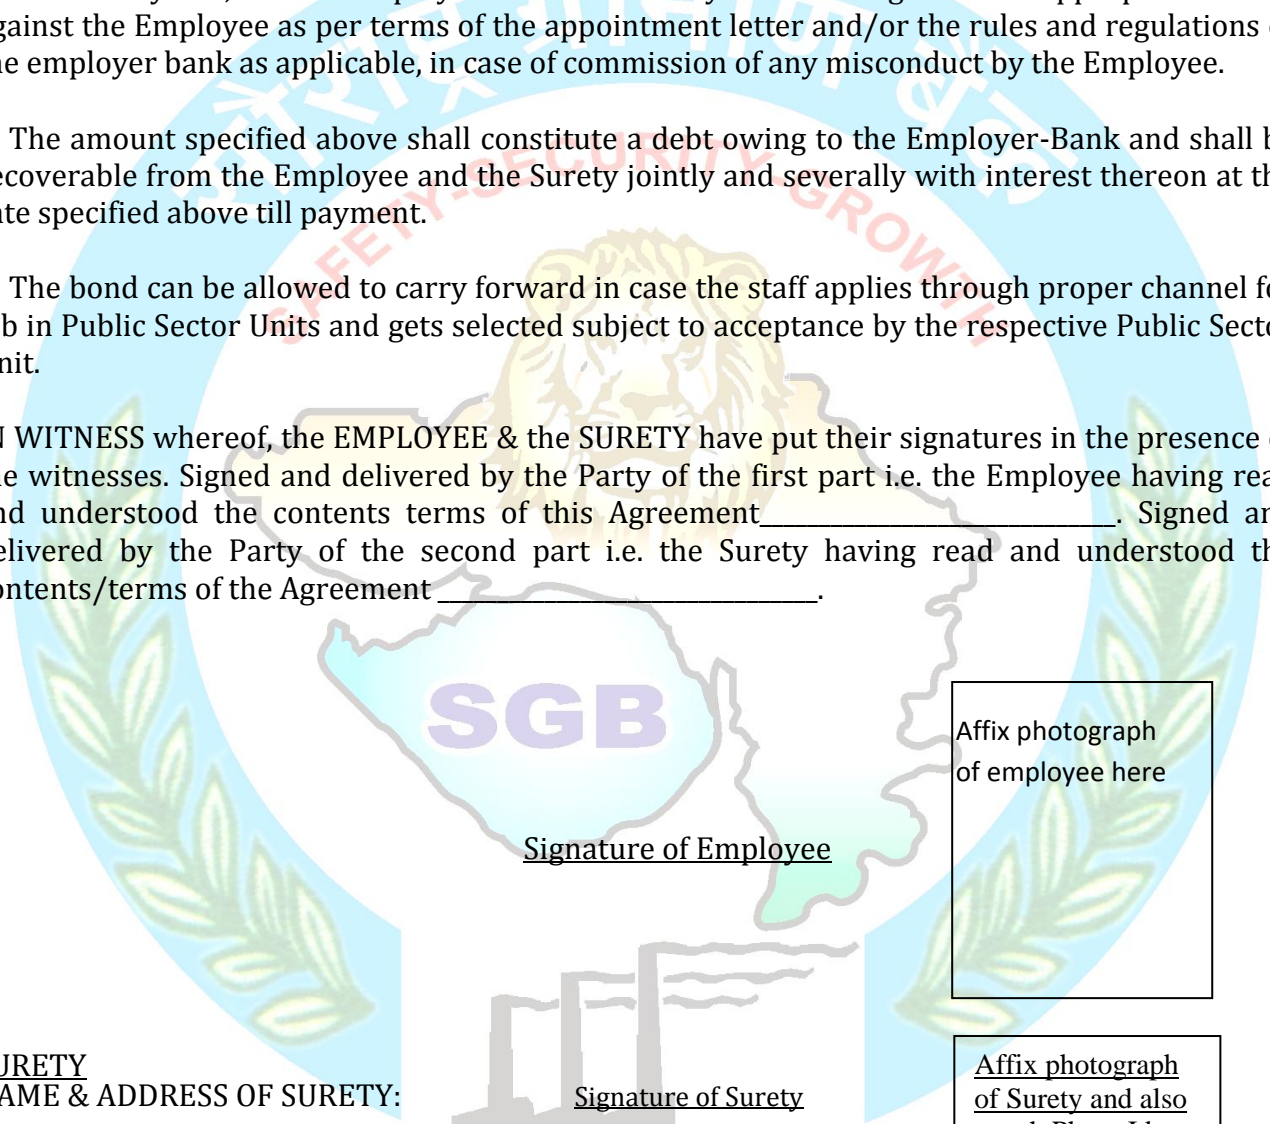 सौराष्ट्र ग्रामीण बैंक
SAFETY-SECURITY-GROWTH
gainst the Employee as per terms of the appointment letter and/or the rules and regulations
he employer bank as applicable, in case of commission of any misconduct by the Employee.
The amount specified above shall constitute a debt owing to the Employer-Bank and shall b
ecoverable from the Employee and the Surety jointly and severally with interest thereon at th
ate specified above till payment.
The bond can be allowed to carry forward in case the staff applies through proper channel fo
b in Public Sector Units and gets selected subject to acceptance by the respective Public Secto
nit.
N WITNESS whereof, the EMPLOYEE & the SURETY have put their signatures in the presence
he witnesses. Signed and delivered by the Party of the first part i.e. the Employee having rea
nd understood the contents terms of this Agreement______________________________. Signed an
elivered by the Party of the second part i.e. the Surety having read and understood th
ontents/terms of the Agreement ________________________________.
SGB
Affix photograph
of employee here
Signature of Employee
URETY
AME & ADDRESS OF SURETY:
Signature of Surety
Affix photograph
of Surety and also